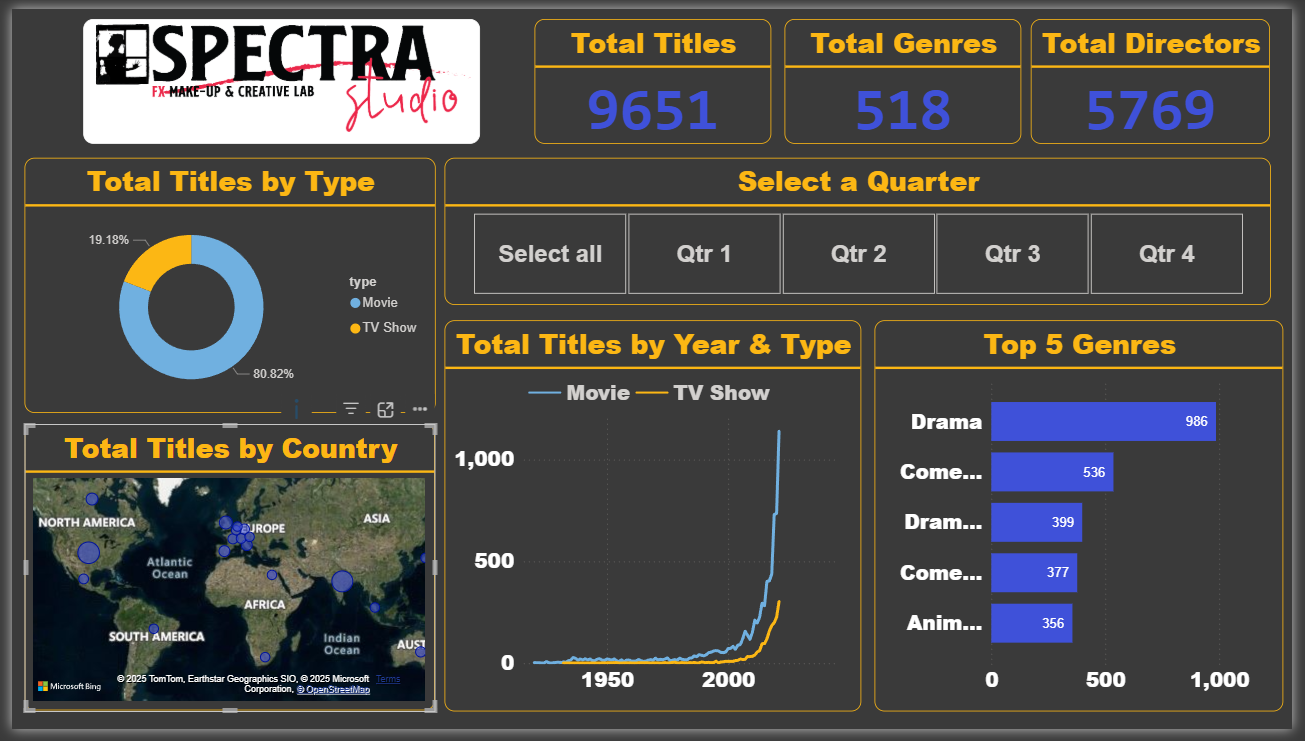 SPECTRA
FX MAKE-UP & CREATIVE LAB
studio
Total Titles
9651
Total Genres
518
Total Directors
5769
Total Titles by Type
19.18%
80.82%
type
Movie
TV Show
Select a Quarter
Select all
Qtr 1
Qtr 2
Qtr 3
Qtr 4
Total Titles by Country
NORTH AMERICA
EUROPE
ASIA
Atlantic
Ocean
AFRICA
SOUTH AMERICA
Indian
Ocean
AUST
Microsoft Bing
© 2025 TomTom, Earthstar Geographics SIO, © 2025 Microsoft Terms
Corporation, © OpenStreetMap
Total Titles by Year & Type
Movie
TV Show
1,000
500
0
1950
2000
Top 5 Genres
Drama
986
Come...
536
Dram...
399
Come...
377
Anim...
356
0
500
1,000